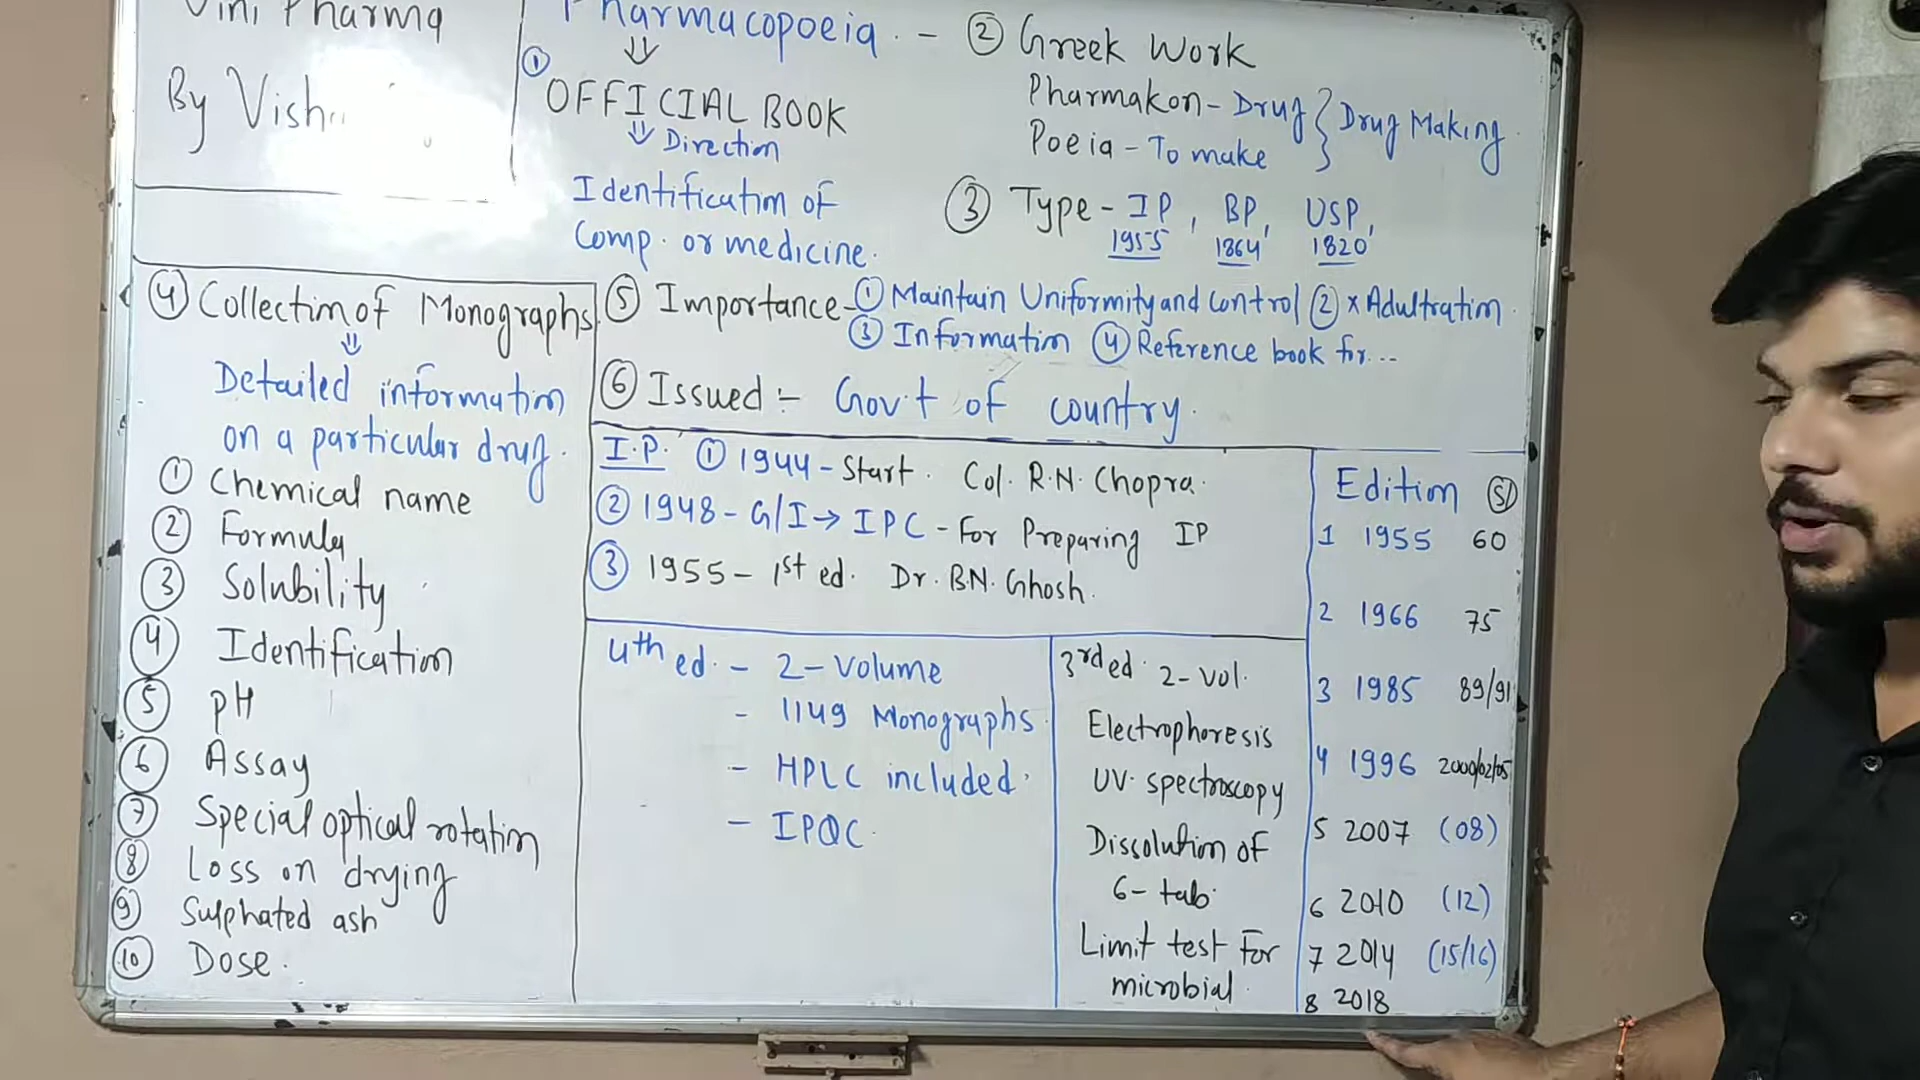 Vini Pharma
By
Pharmacopoeia. -
① OFFICIAL BOOK
Direction
Identification of
Comp. or medicine.
② Greek Work
Pharmakon - Drug } Drug Making.
Poeia - To make
③ Type - IP, BP, USP,
1955 1864 1820
④ Collection of Monographs.
Detailed information
on a particular drug.
① Chemical name
② Formula
③ Solubility
④ Identification
⑤ pH
⑥ Assay
⑦ Special optical rotation
⑧ Loss on drying
⑨ Sulphated ash
⑩ Dose.
⑤ Importance - ① Maintain Uniformity and control ② x Adultration.
③ Information ④ Reference book for...
⑥ Issued :- Gov.t of country.
I.P. ① 1944 - Start. Col. R.N. Chopra.
② 1948 - G/I → IPC - For Preparing IP
③ 1955 - 1st ed. Dr. B.N. Ghosh.
4th ed. - 2 - Volume
- 1149 Monographs
- HPLC included.
- IPQC.
3rd ed. 2 - vol.
Electrophoresis
UV. spectroscopy
Dissolution of
6 - tab.
Limit test for
microbial.
Edition
1 1955 60
2 1966 75
3 1985 89/91
4 1996 2000/02/05
5 2007 (08)
6 2010 (12)
7 2014 (15/16)
8 2018